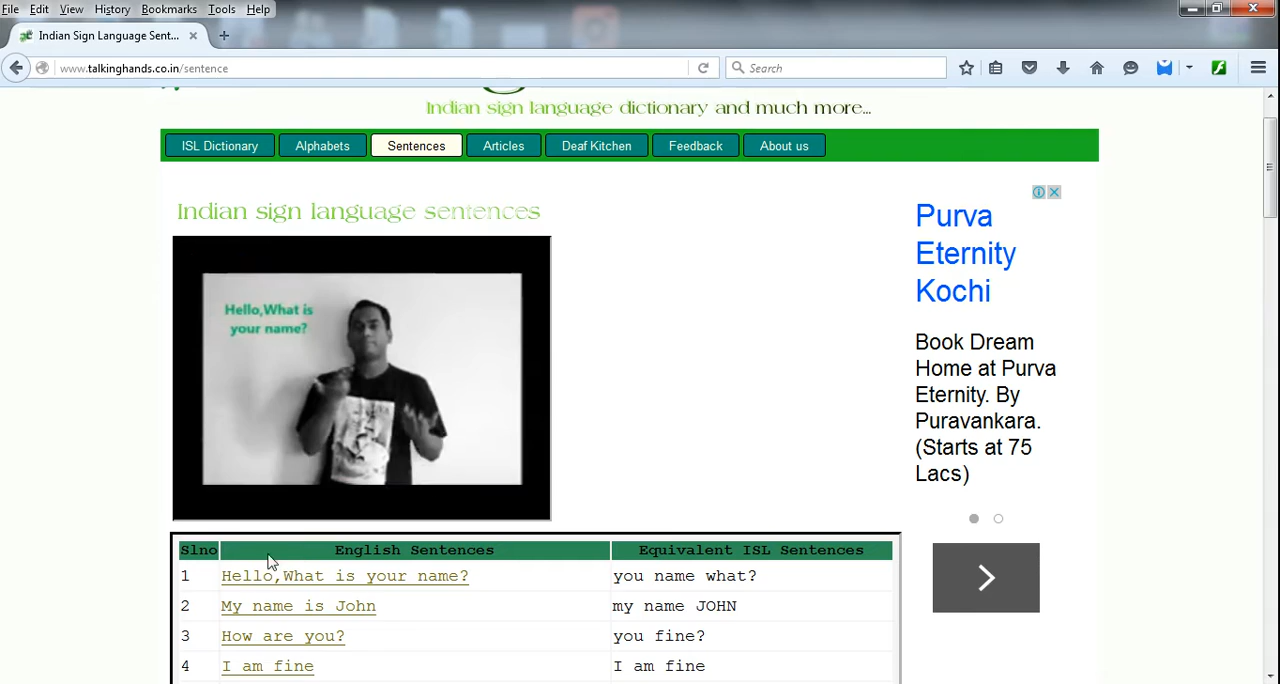 File Edit View History Bookmarks Tools Help
Indian Sign Language Sent...
www.talkinghands.co.in/sentence
Search
Indian sign language dictionary and much more...
ISL Dictionary Alphabets Sentences Articles Deaf Kitchen Feedback About us
Indian sign language sentences
Hello,What is
your name?
Purva
Eternity
Kochi
Book Dream
Home at Purva
Eternity. By
Puravankara.
(Starts at 75
Lacs)
Slno English Sentences Equivalent ISL Sentences
1 Hello,What is your name? you name what?
2 My name is John my name JOHN
3 How are you? you fine?
4 I am fine I am fine